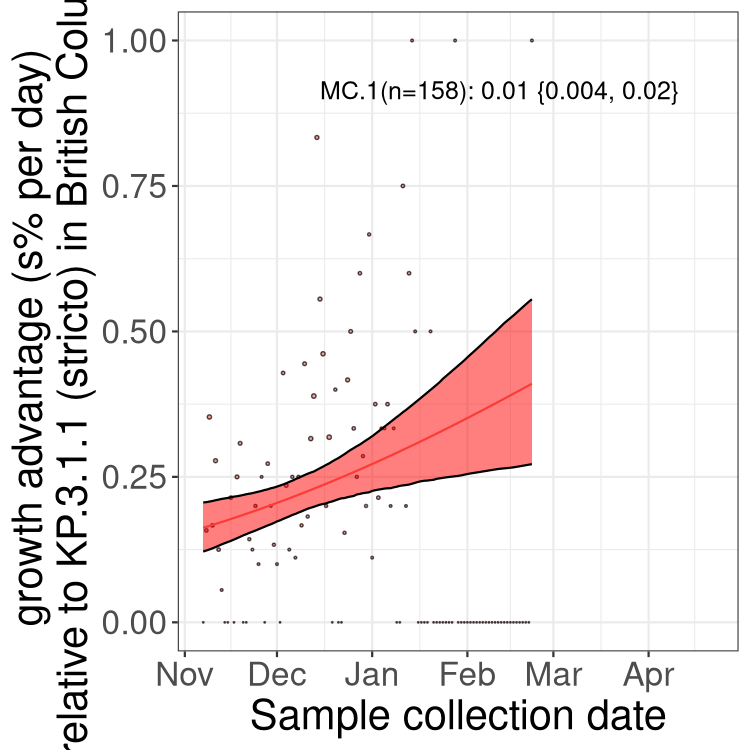 growth advantage (s% per day)
relative to KP.3.1.1 (stricto) in British Colu
1.00
0.75
0.50
0.25
0.00
MC.1(n=158): 0.01 {0.004, 0.02}
Nov Dec Jan Feb Mar Apr
Sample collection date